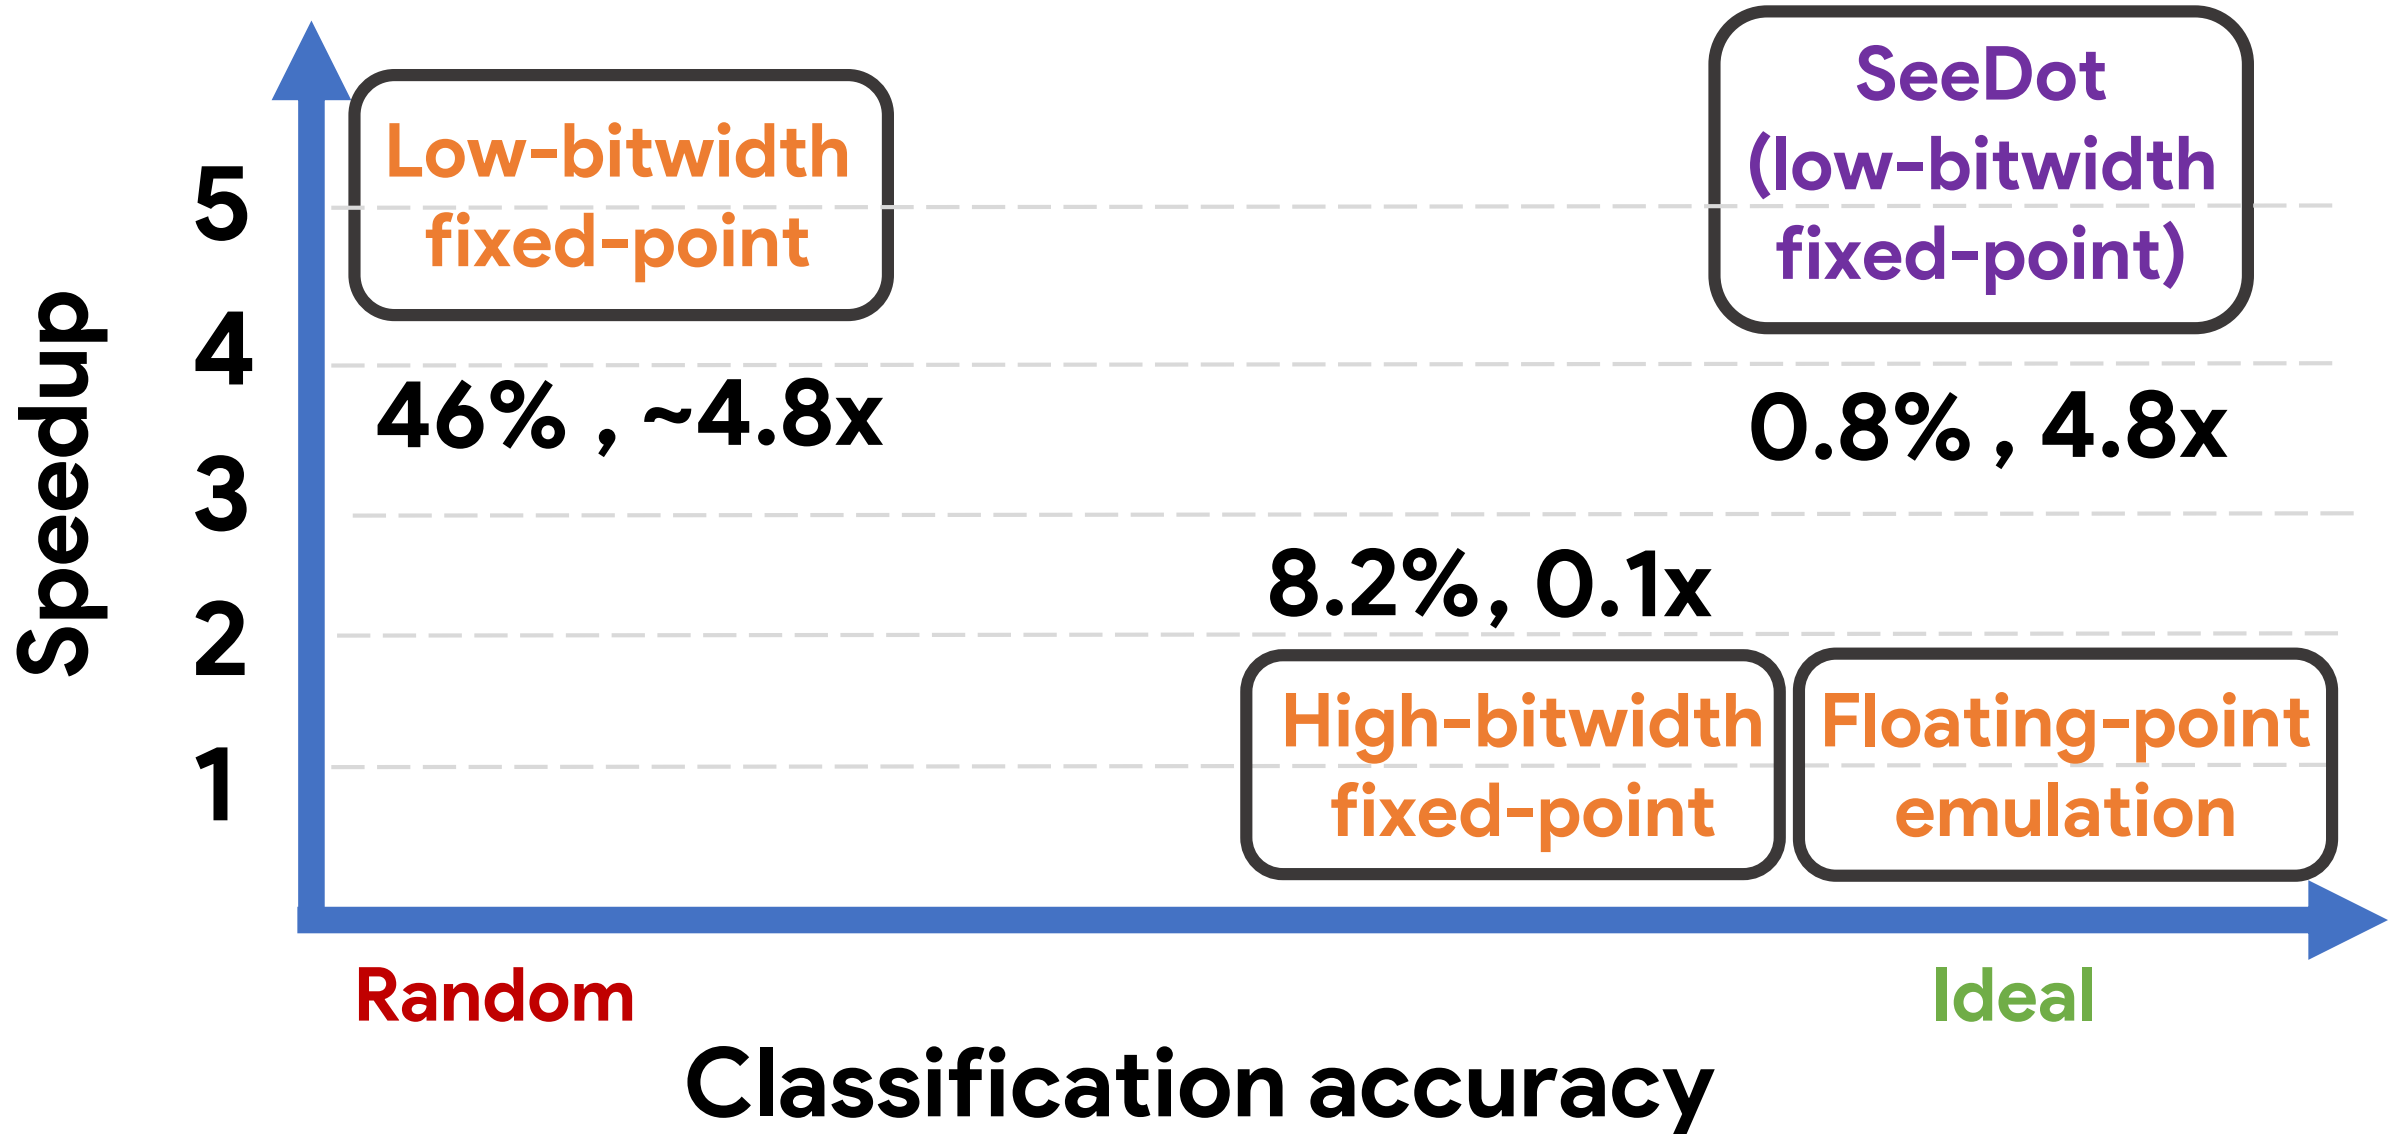 SeeDot
(low-bitwidth
fixed-point)
Low-bitwidth
fixed-point
5
4
3
2
1
Speedup
46% , ~4.8x
0.8% , 4.8x
8.2%, 0.1x
High-bitwidth
fixed-point
Floating-point
emulation
Random
Ideal
Classification accuracy